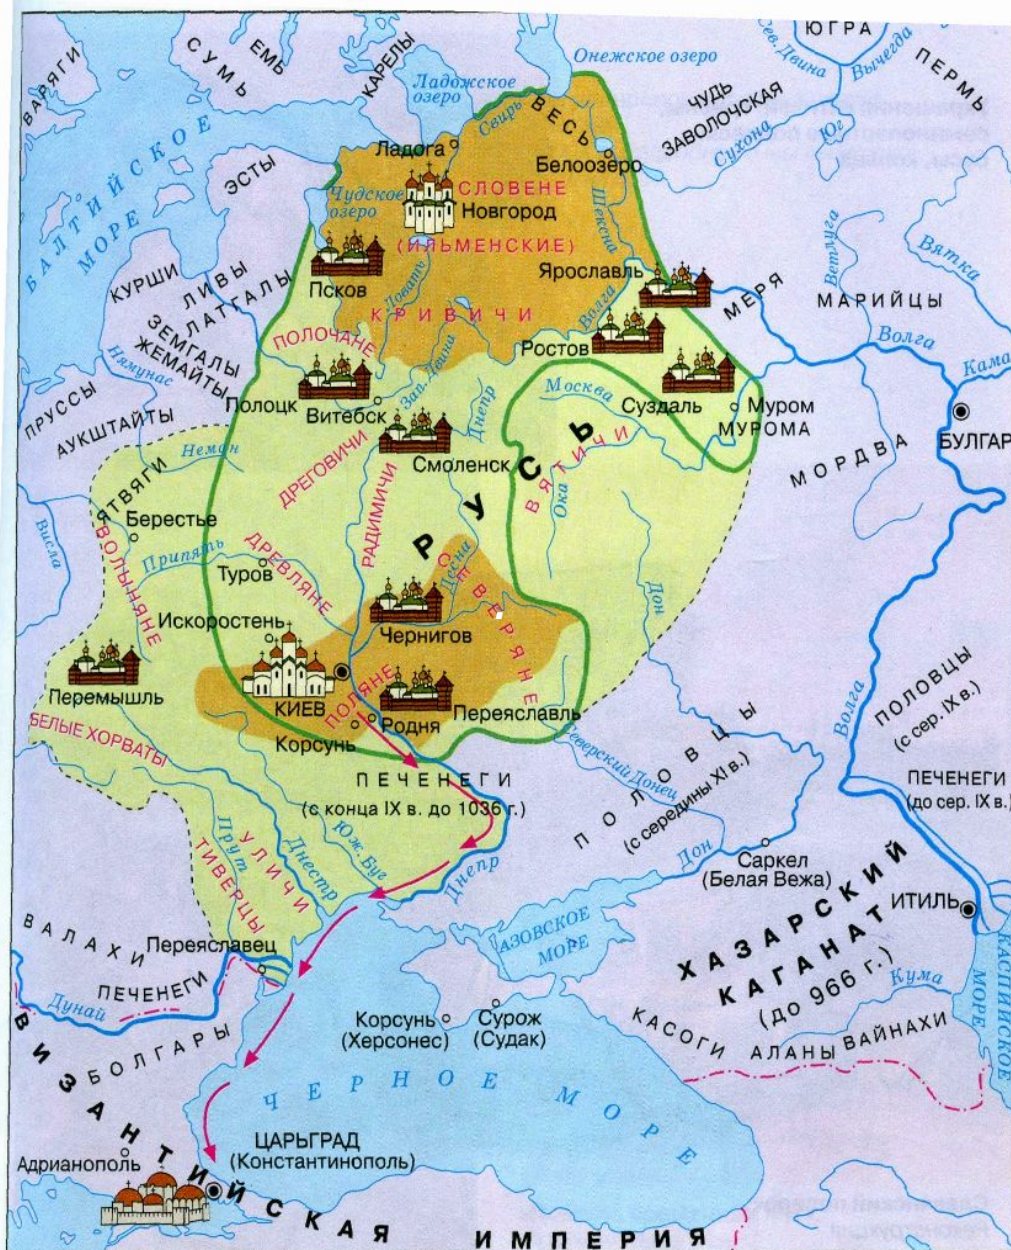 ВАРЯГИ
СУМЬ
ЕМЬ
КАРЕЛЫ
Ладожское
озеро
Онежское озеро
Сев. Двина
ЮГРА
Вычегда
ПЕРМЬ
ЧУДЬ
ЗАВОЛОЧСКАЯ
Сухона
Юг
Свирь
ВЕСЬ
Ладога
Белоозеро
БАЛТИЙСКОЕ
МОРЕ
ЭСТЫ
Чудское
озеро
СЛОВЕНЕ
Новгород
(ИЛЬМЕНСКИЕ)
Шексна
Ветлуга
Вятка
КУРШИ
ЛИВЫ
ЛАТГАЛЫ
ЗЕМГАЛЫ
ЖЕМАЙТЫ
Псков
Ловать
Ярославль
МЕРЯ
МАРИЙЦЫ
КРИВИЧИ
Волга
Волга
Кама
ПОЛОЧАНЕ
Ростов
Нямунас
Зап. Двина
Днепр
Москва
ПРУССЫ
АУКШТАЙТЫ
Полоцк
Витебск
Суздаль
Муром
МУРОМА
БУЛГАР
Неман
ДРЕГОВИЧИ
Смоленск
РУСЬ
ВЯТИЧИ
МОРДВА
ЯТВЯГИ
Висла
Берестье
РАДИМИЧИ
Ока
ВОЛЫНЯНЕ
Припять
Туров
ДРЕВЛЯНЕ
Десна
СЕВЕРЯНЕ
Дон
Искоростень
Чернигов
Перемышль
КИЕВ
ПОЛЯНЕ
Переяславль
Родня
Корсунь
БЕЛЫЕ ХОРВАТЫ
Волга
ПОЛОВЦЫ
(с сер. IX в.)
ПЕЧЕНЕГИ
(с конца IX в. до 1036 г.)
Северский Донец
ПОЛОВЦЫ
(с середины XI в.)
ПЕЧЕНЕГИ
(до сер. IX в.)
Прут
УЛИЧИ
ТИВЕРЦЫ
Днестр
Юж. Буг
Днепр
Дон
Саркел
(Белая Вежа)
ХАЗАРСКИЙ
КАГАНАТ
(до 966 г.)
ИТИЛЬ
ВАЛАХИ
Переяславец
АЗОВСКОЕ
МОРЕ
ПЕЧЕНЕГИ
Дунай
Кума
КАСПИЙСКОЕ
МОРЕ
Корсунь
(Херсонес)
Сурож
(Судак)
КАСОГИ
АЛАНЫ
ВАЙНАХИ
БОЛГАРЫ
ЧЕРНОЕ МОРЕ
ЦАРЬГРАД
(Константинополь)
Адрианополь
ВИЗАНТИЙСКАЯ ИМПЕРИЯ